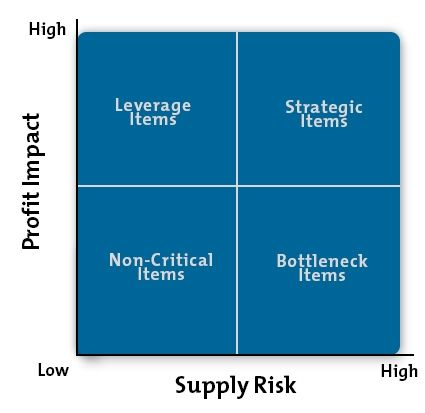 High
Profit Impact
Leverage
Items
Strategic
Items
Non-Critical
Items
Bottleneck
Items
Low
High
Supply Risk